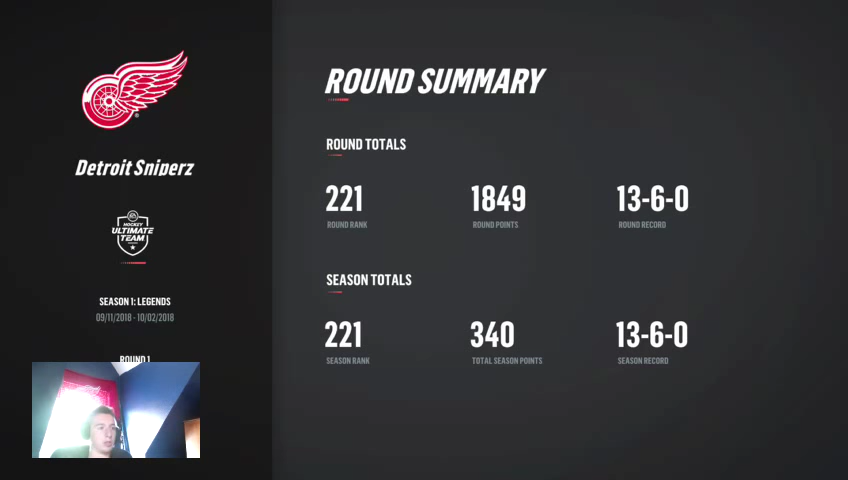 Detroit Sniperz
EA
HOCKEY
ULTIMATE
TEAM
SEASON 1: LEGENDS
09/11/2018 - 10/02/2018
ROUND 1
ROUND SUMMARY
ROUND TOTALS
221 1849 13-6-0
ROUND RANK ROUND POINTS ROUND RECORD
SEASON TOTALS
221 340 13-6-0
SEASON RANK TOTAL SEASON POINTS SEASON RECORD